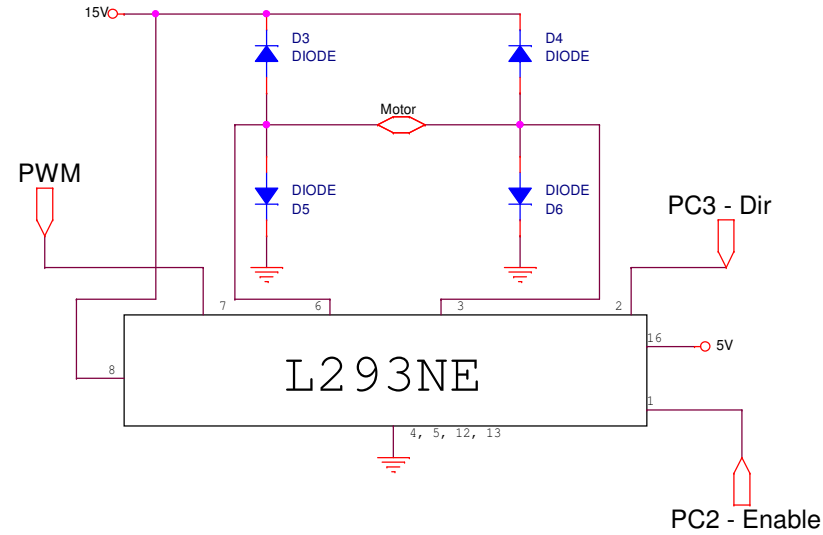 15V
D3
DIODE
D4
DIODE
Motor
PWM
DIODE
D5
DIODE
D6
PC3 - Dir
7
6
3
2
16
5V
8
L293NE
1
4, 5, 12, 13
PC2 - Enable